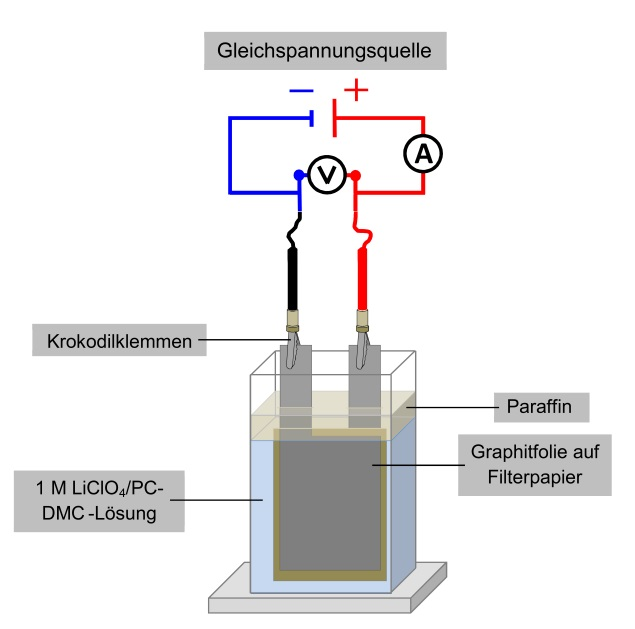 Gleichspannungsquelle
− +
A
V
Krokodilklemmen
Paraffin
Graphitfolie auf
Filterpapier
1 M LiClO₄/PC-
DMC -Lösung